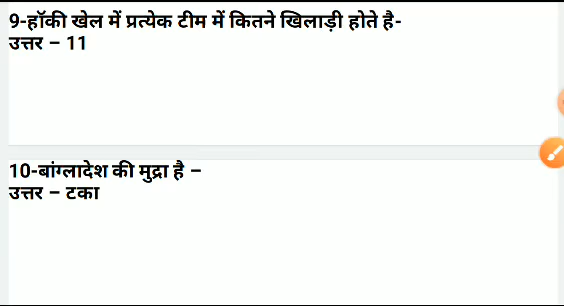 9-हॉकी खेल में प्रत्येक टीम में कितने खिलाड़ी होते है-
उत्तर – 11
10-बांग्लादेश की मुद्रा है –
उत्तर – टका